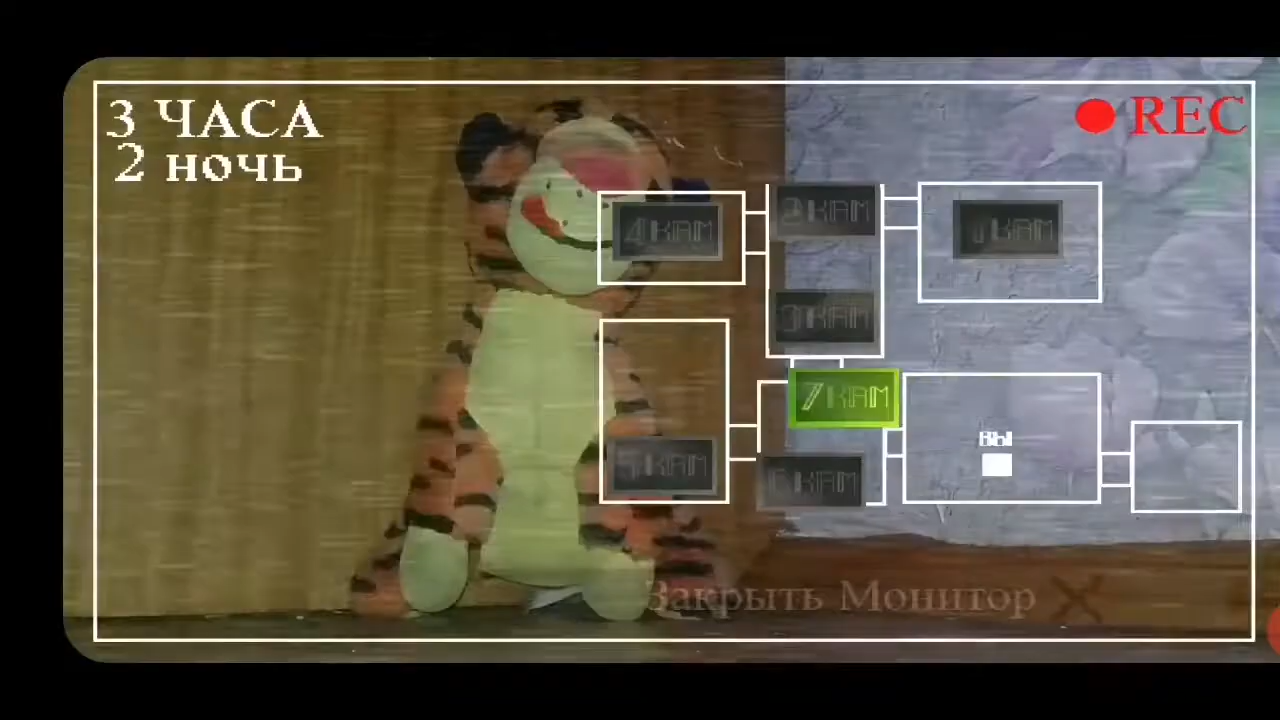 3 ЧАСА
2 ночь
REC
4 КАМ
2 КАМ
1 КАМ
3 КАМ
7 КАМ
5 КАМ
6 КАМ
ВЫ
Закрыть Монитор X